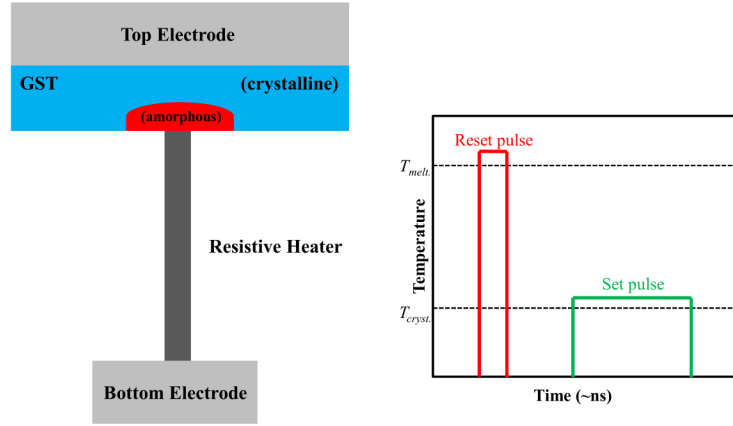 Top Electrode
GST (crystalline)
(amorphous)
Resistive Heater
Bottom Electrode
Reset pulse
T_melt.
Temperature
Set pulse
T_cryst.
Time (~ns)